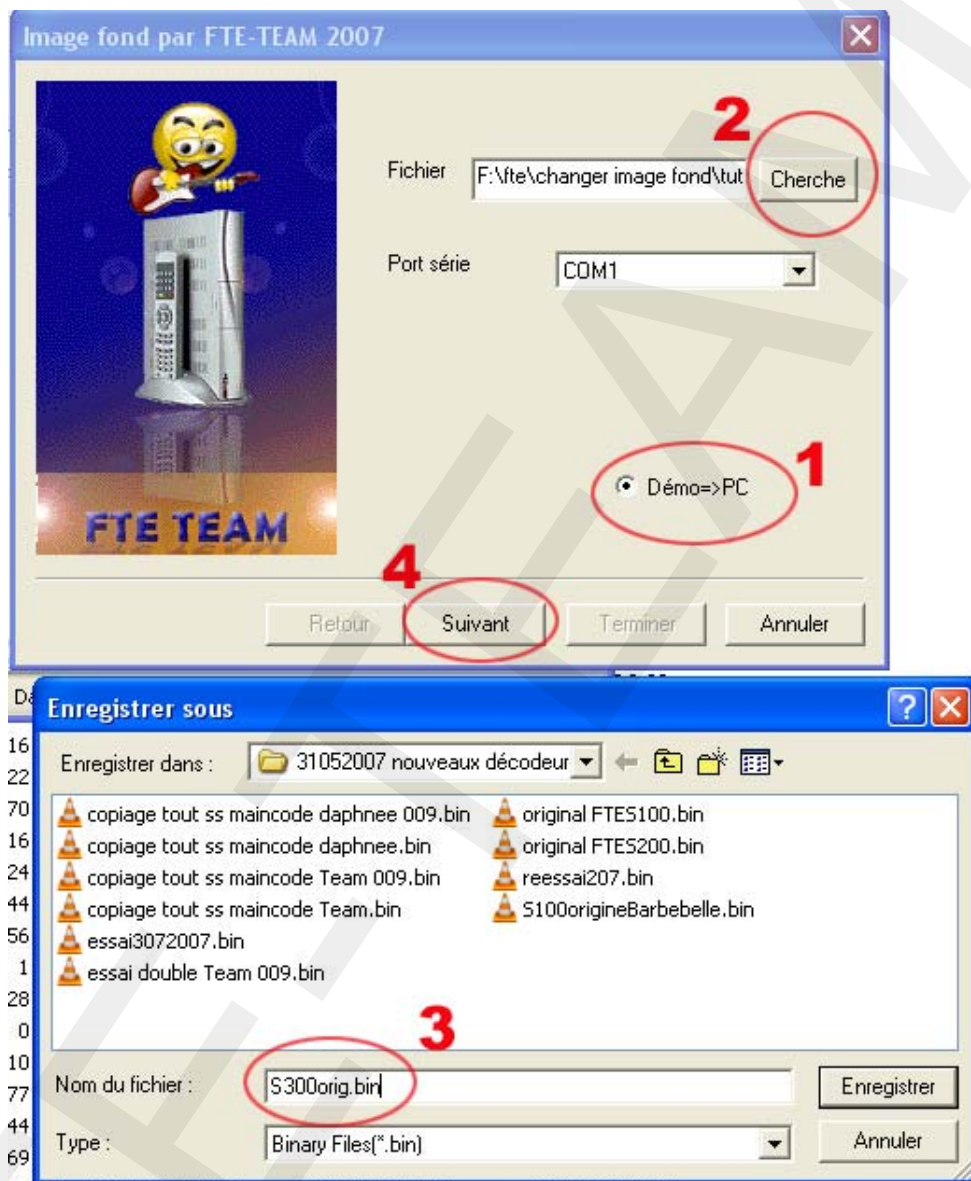 Image fond par FTE-TEAM 2007
2
Fichier F:\fte\changer image fond\tut Cherche
Port série COM1
1
Démo=>PC
FTE TEAM
4
Retour Suivant Terminer Annuler
Enregistrer sous
16
Enregistrer dans : 31052007 nouveaux décodeur
22
70
copiage tout ss maincode daphnee 009.bin original FTES100.bin
16
copiage tout ss maincode daphnee.bin original FTES200.bin
24
copiage tout ss maincode Team 009.bin reessai207.bin
44
copiage tout ss maincode Team.bin S100origineBarbebelle.bin
56
essai3072007.bin
1
essai double Team 009.bin
28
0
3
10
77
Nom du fichier : S300orig.bin Enregistrer
44
Type : Binary Files(*.bin) Annuler
69